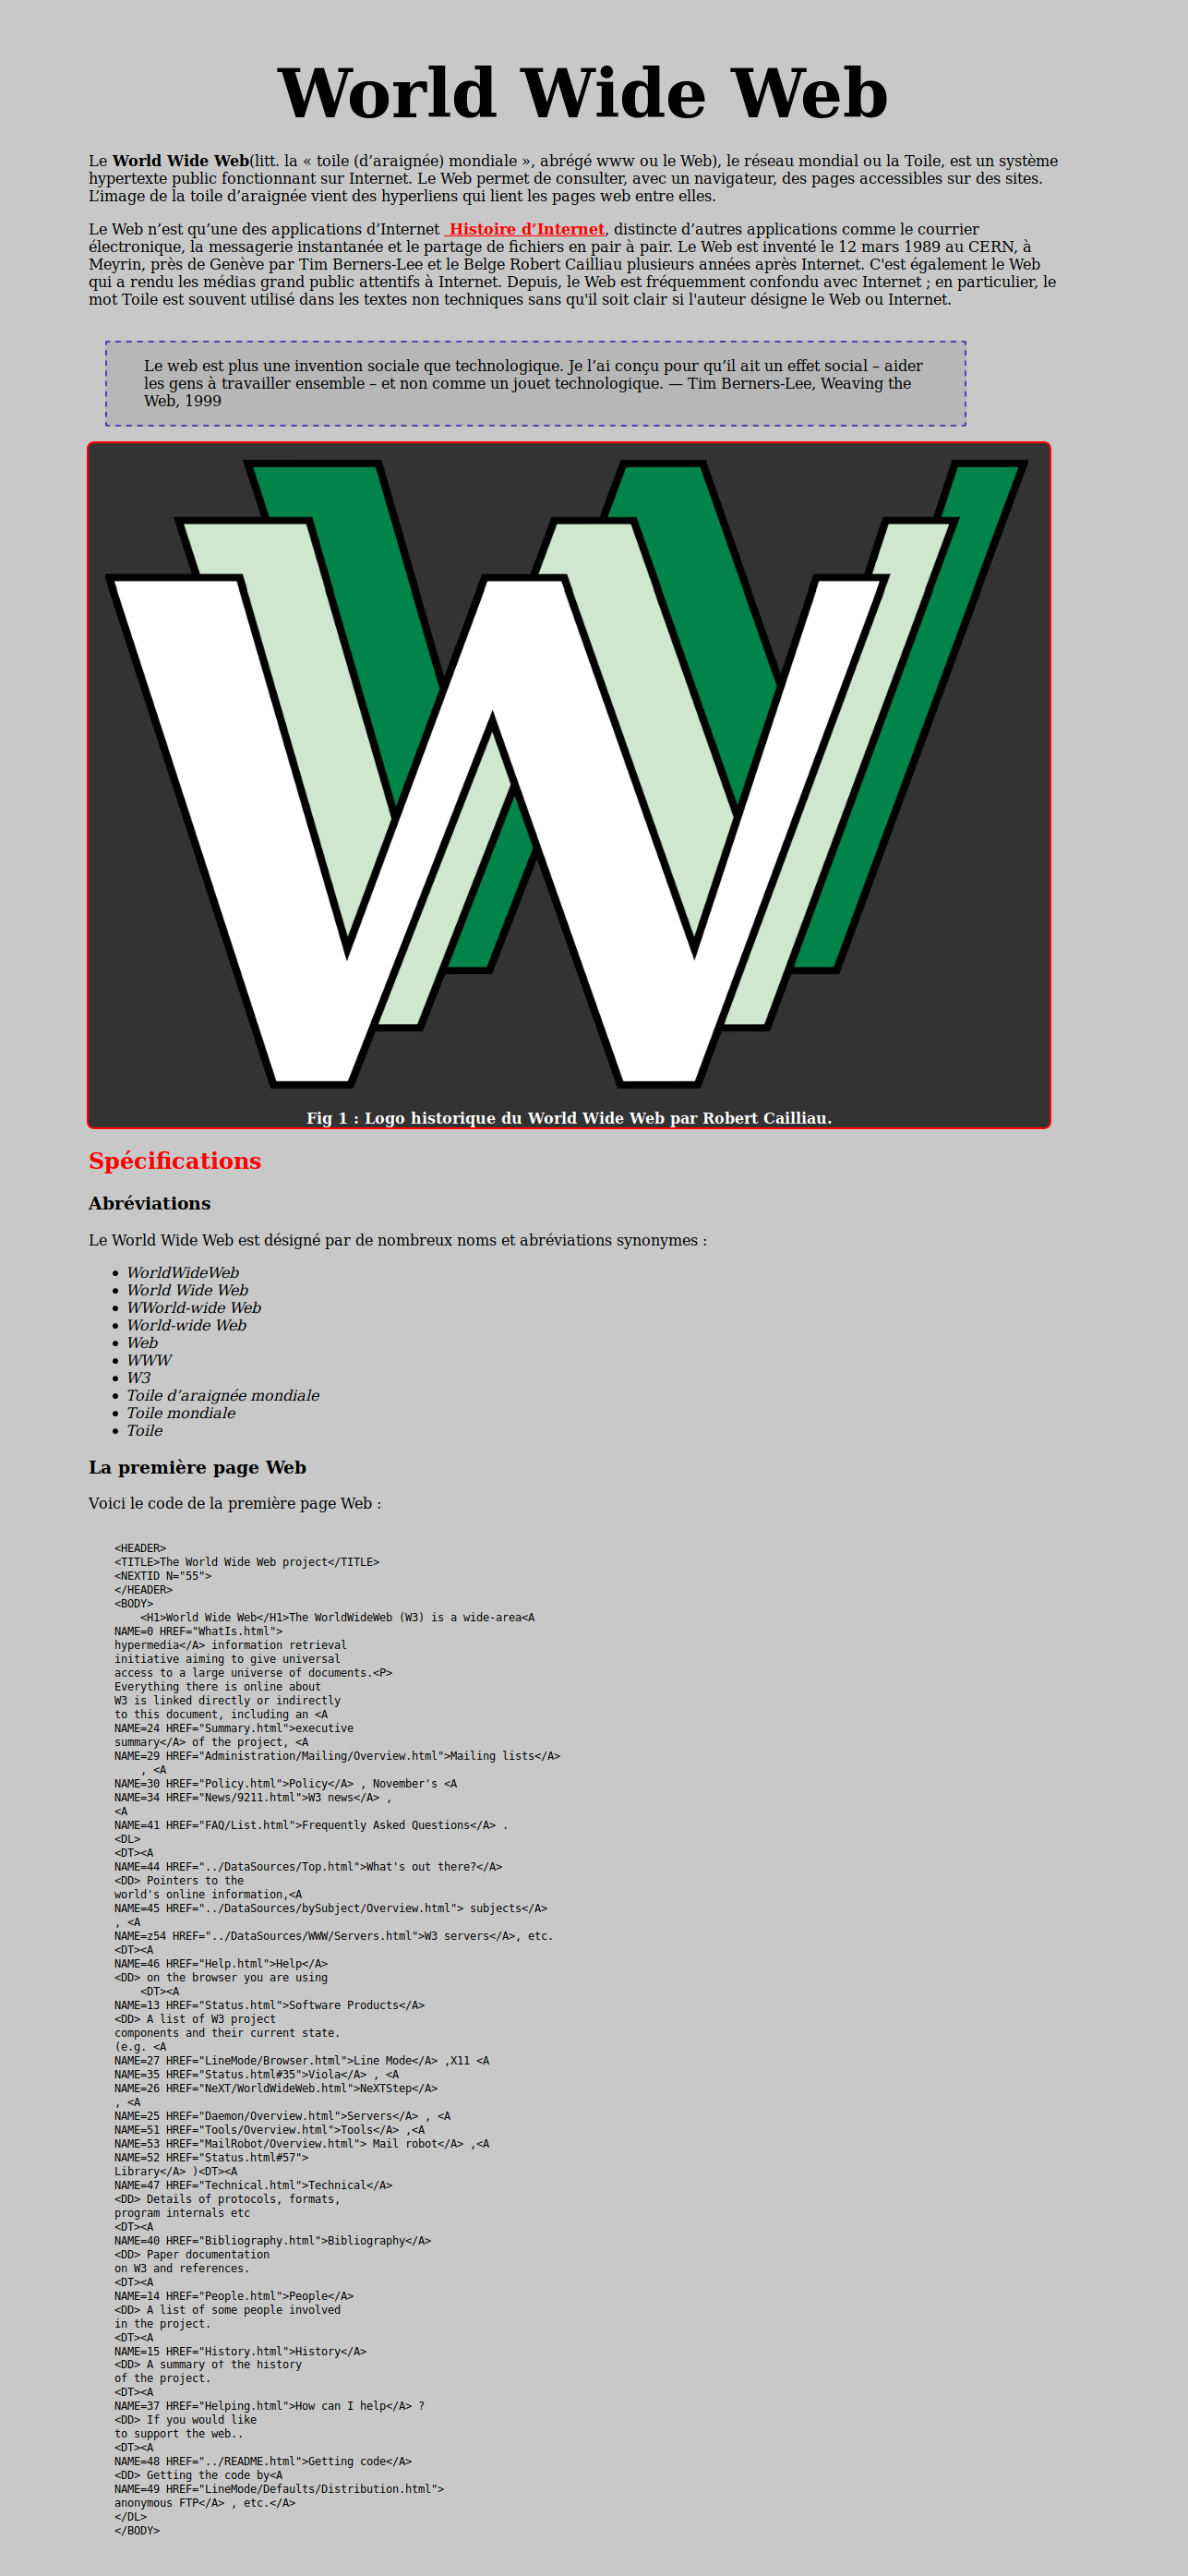 World Wide Web
Le World Wide Web(litt. la « toile (d’araignée) mondiale », abrégé www ou le Web), le réseau mondial ou la Toile, est un système
hypertexte public fonctionnant sur Internet. Le Web permet de consulter, avec un navigateur, des pages accessibles sur des sites.
L’image de la toile d’araignée vient des hyperliens qui lient les pages web entre elles.
Le Web n’est qu’une des applications d’Internet  Histoire d’Internet, distincte d’autres applications comme le courrier
électronique, la messagerie instantanée et le partage de fichiers en pair à pair. Le Web est inventé le 12 mars 1989 au CERN, à
Meyrin, près de Genève par Tim Berners-Lee et le Belge Robert Cailliau plusieurs années après Internet. C'est également le Web
qui a rendu les médias grand public attentifs à Internet. Depuis, le Web est fréquemment confondu avec Internet ; en particulier, le
mot Toile est souvent utilisé dans les textes non techniques sans qu'il soit clair si l'auteur désigne le Web ou Internet.
Le web est plus une invention sociale que technologique. Je l’ai conçu pour qu’il ait un effet social – aider
les gens à travailler ensemble – et non comme un jouet technologique. — Tim Berners-Lee, Weaving the
Web, 1999
WWW
Fig 1 : Logo historique du World Wide Web par Robert Cailliau.
Spécifications
Abréviations
Le World Wide Web est désigné par de nombreux noms et abréviations synonymes :
• WorldWideWeb
• World Wide Web
• WWorld-wide Web
• World-wide Web
• Web
• WWW
• W3
• Toile d’araignée mondiale
• Toile mondiale
• Toile
La première page Web
Voici le code de la première page Web :
<HEADER>
<TITLE>The World Wide Web project</TITLE>
<NEXTID N="55">
</HEADER>
<BODY>
<H1>World Wide Web</H1>The WorldWideWeb (W3) is a wide-area<A
NAME=0 HREF="WhatIs.html">
hypermedia</A> information retrieval
initiative aiming to give universal
access to a large universe of documents.<P>
Everything there is online about
W3 is linked directly or indirectly
to this document, including an <A
NAME=24 HREF="Summary.html">executive
summary</A> of the project, <A
NAME=29 HREF="Administration/Mailing/Overview.html">Mailing lists</A>
, <A
NAME=30 HREF="Policy.html">Policy</A> , November's <A
NAME=34 HREF="News/9211.html">W3 news</A> ,
<A
NAME=41 HREF="FAQ/List.html">Frequently Asked Questions</A> .
<DL>
<DT><A
NAME=44 HREF="../DataSources/Top.html">What's out there?</A>
<DD> Pointers to the
world's online information,<A
NAME=45 HREF="../DataSources/bySubject/Overview.html"> subjects</A>
, <A
NAME=z54 HREF="../DataSources/WWW/Servers.html">W3 servers</A>, etc.
<DT><A
NAME=46 HREF="Help.html">Help</A>
<DD> on the browser you are using
<DT><A
NAME=13 HREF="Status.html">Software Products</A>
<DD> A list of W3 project
components and their current state.
(e.g. <A
NAME=27 HREF="LineMode/Browser.html">Line Mode</A> ,X11 <A
NAME=35 HREF="Status.html#35">Viola</A> , <A
NAME=26 HREF="NeXT/WorldWideWeb.html">NeXTStep</A>
, <A
NAME=25 HREF="Daemon/Overview.html">Servers</A> , <A
NAME=51 HREF="Tools/Overview.html">Tools</A> ,<A
NAME=53 HREF="MailRobot/Overview.html"> Mail robot</A> ,<A
NAME=52 HREF="Status.html#57">
Library</A> )<DT><A
NAME=47 HREF="Technical.html">Technical</A>
<DD> Details of protocols, formats,
program internals etc
<DT><A
NAME=40 HREF="Bibliography.html">Bibliography</A>
<DD> Paper documentation
on W3 and references.
<DT><A
NAME=14 HREF="People.html">People</A>
<DD> A list of some people involved
in the project.
<DT><A
NAME=15 HREF="History.html">History</A>
<DD> A summary of the history
of the project.
<DT><A
NAME=37 HREF="Helping.html">How can I help</A> ?
<DD> If you would like
to support the web..
<DT><A
NAME=48 HREF="../README.html">Getting code</A>
<DD> Getting the code by<A
NAME=49 HREF="LineMode/Defaults/Distribution.html">
anonymous FTP</A> , etc.</A>
</DL>
</BODY>